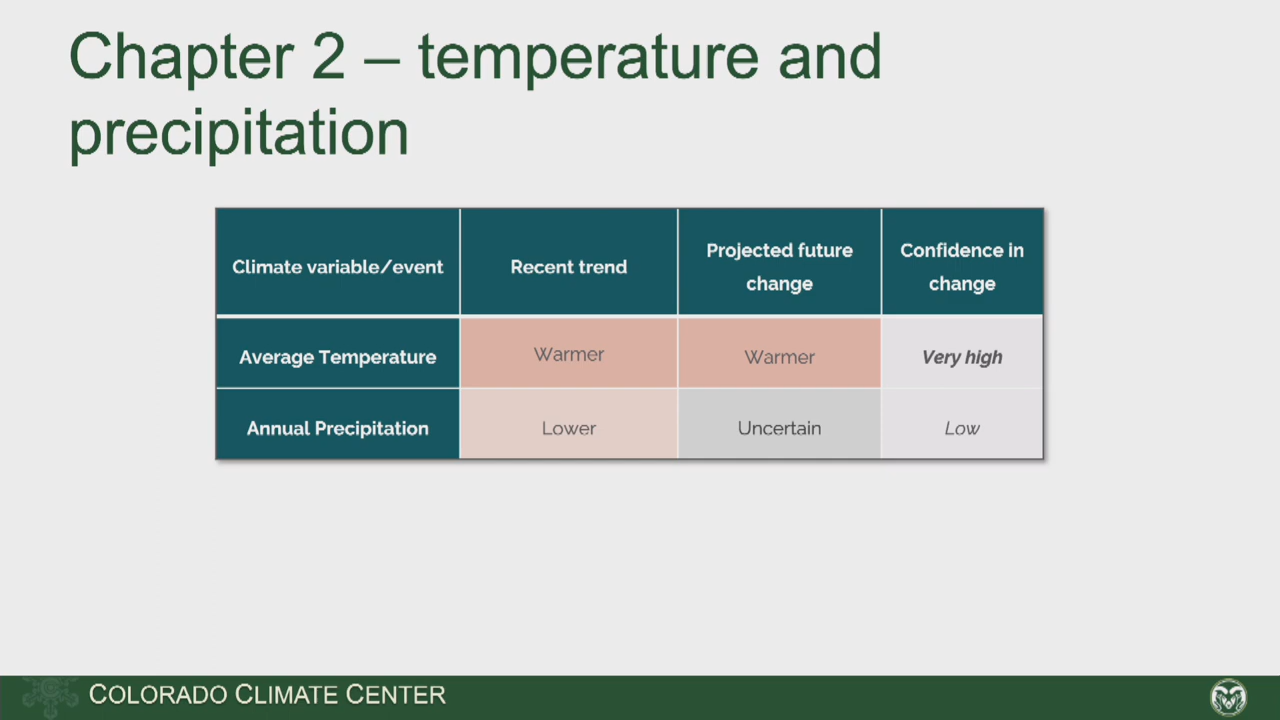 Chapter 2 – temperature and
precipitation
Climate variable/event
Recent trend
Projected future
change
Confidence in
change
Average Temperature
Warmer
Warmer
Very high
Annual Precipitation
Lower
Uncertain
Low
COLORADO CLIMATE CENTER